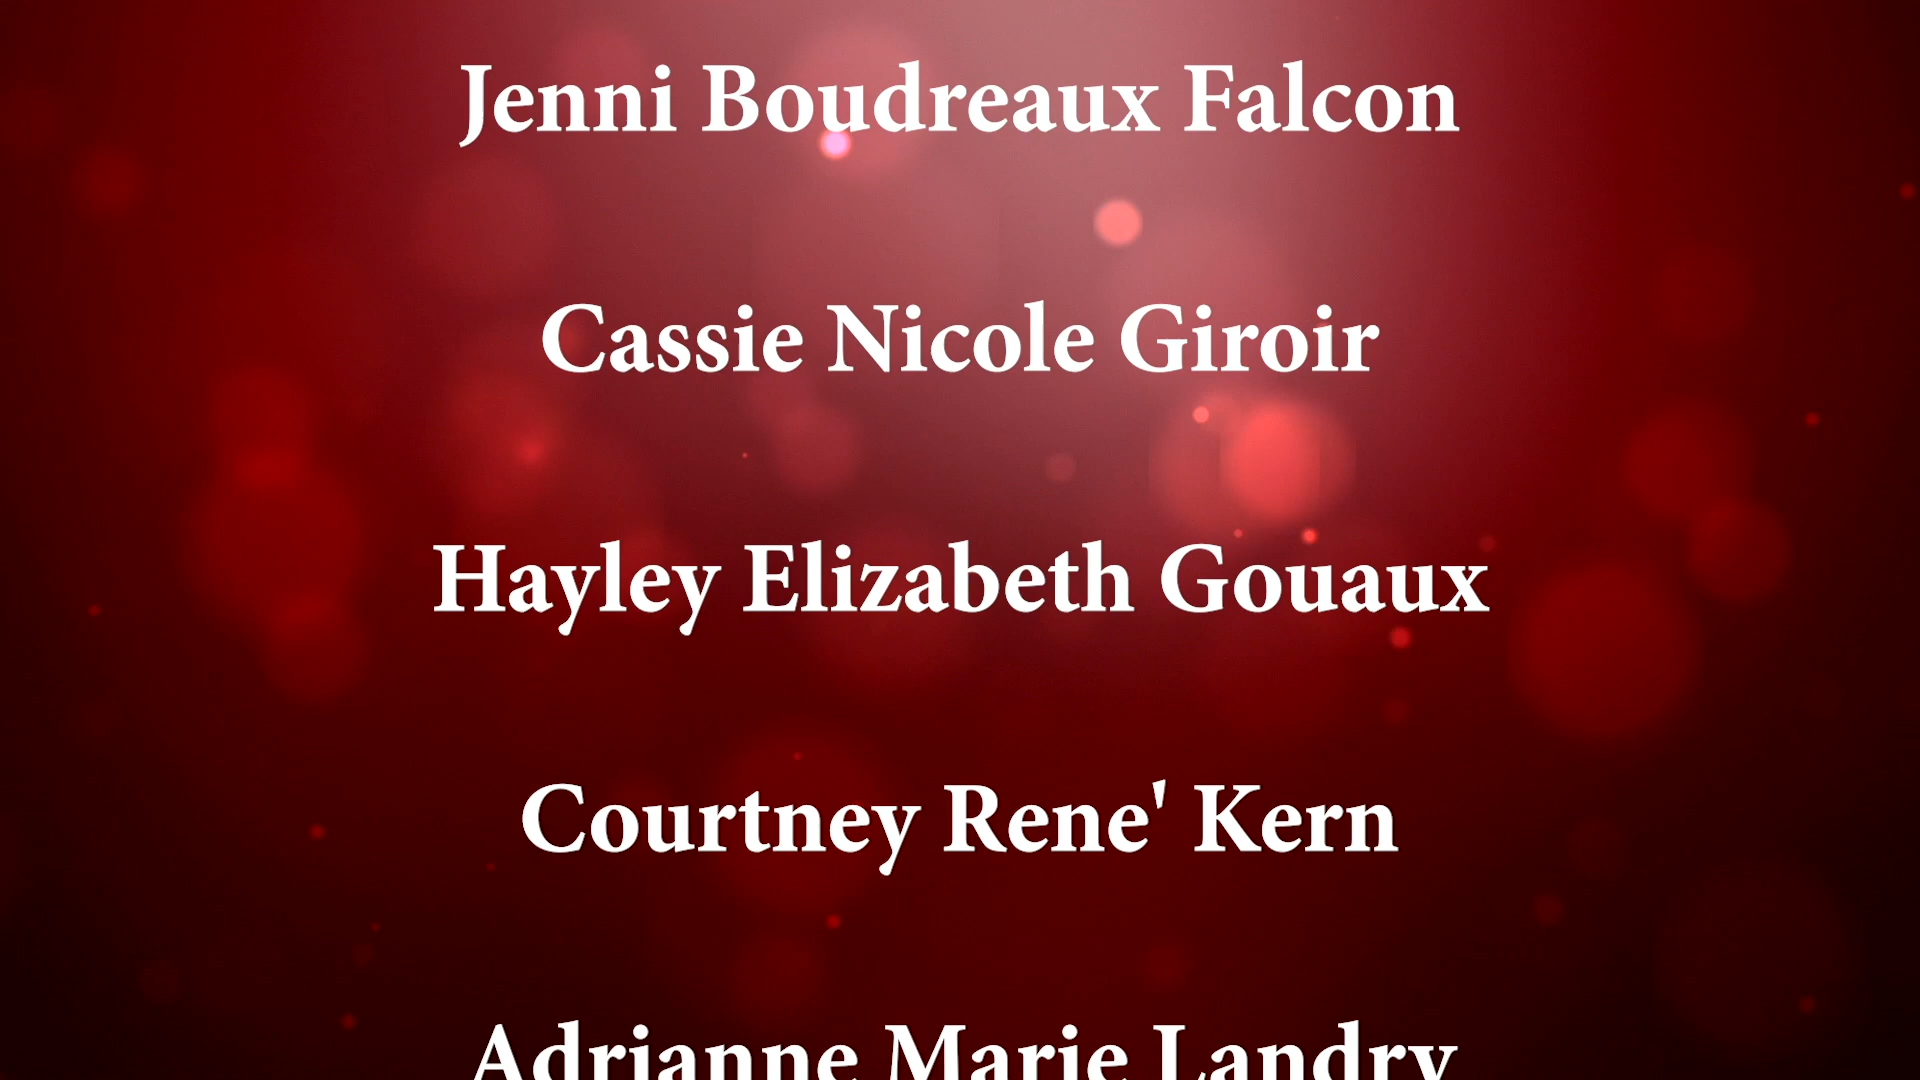 Jenni Boudreaux Falcon
Cassie Nicole Giroir
Hayley Elizabeth Gouaux
Courtney Rene' Kern
Adrianne Marie Landry